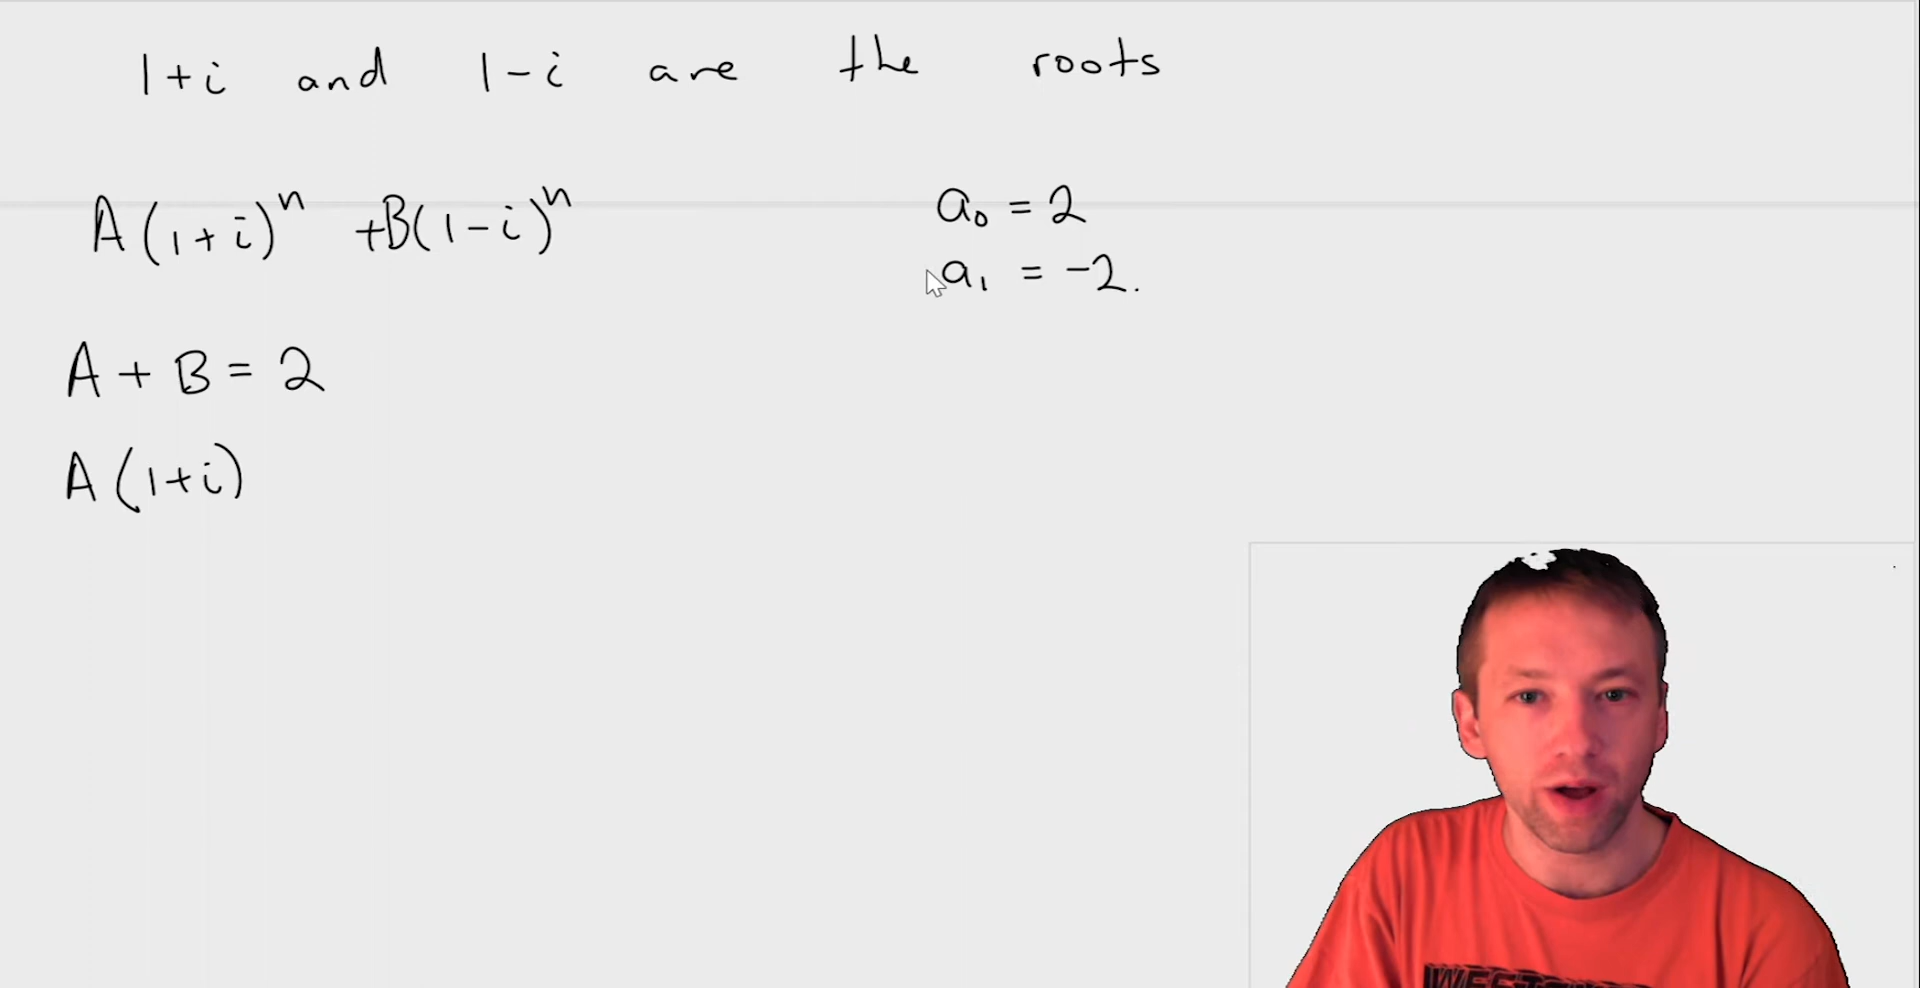 1+i and 1-i are the roots
A(1+i)^n +B(1-i)^n
a₀ = 2
a₁ = -2.
A + B = 2
A(1+i)